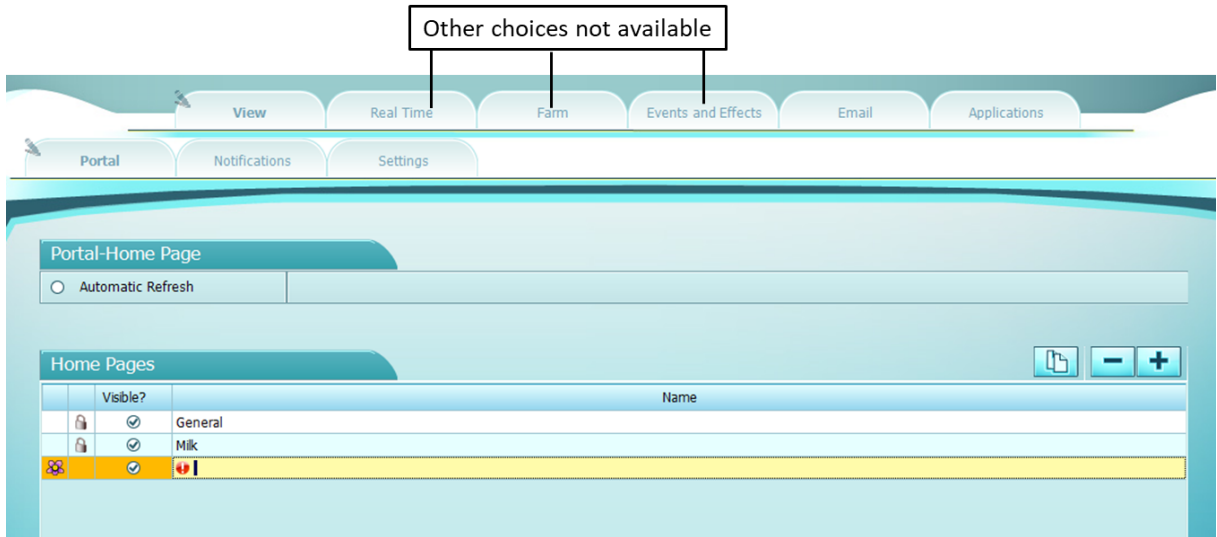 Other choices not available
View Real Time Farm Events and Effects Email Applications
Portal Notifications Settings
Portal-Home Page
Automatic Refresh
Home Pages
Visible? Name
General
Milk